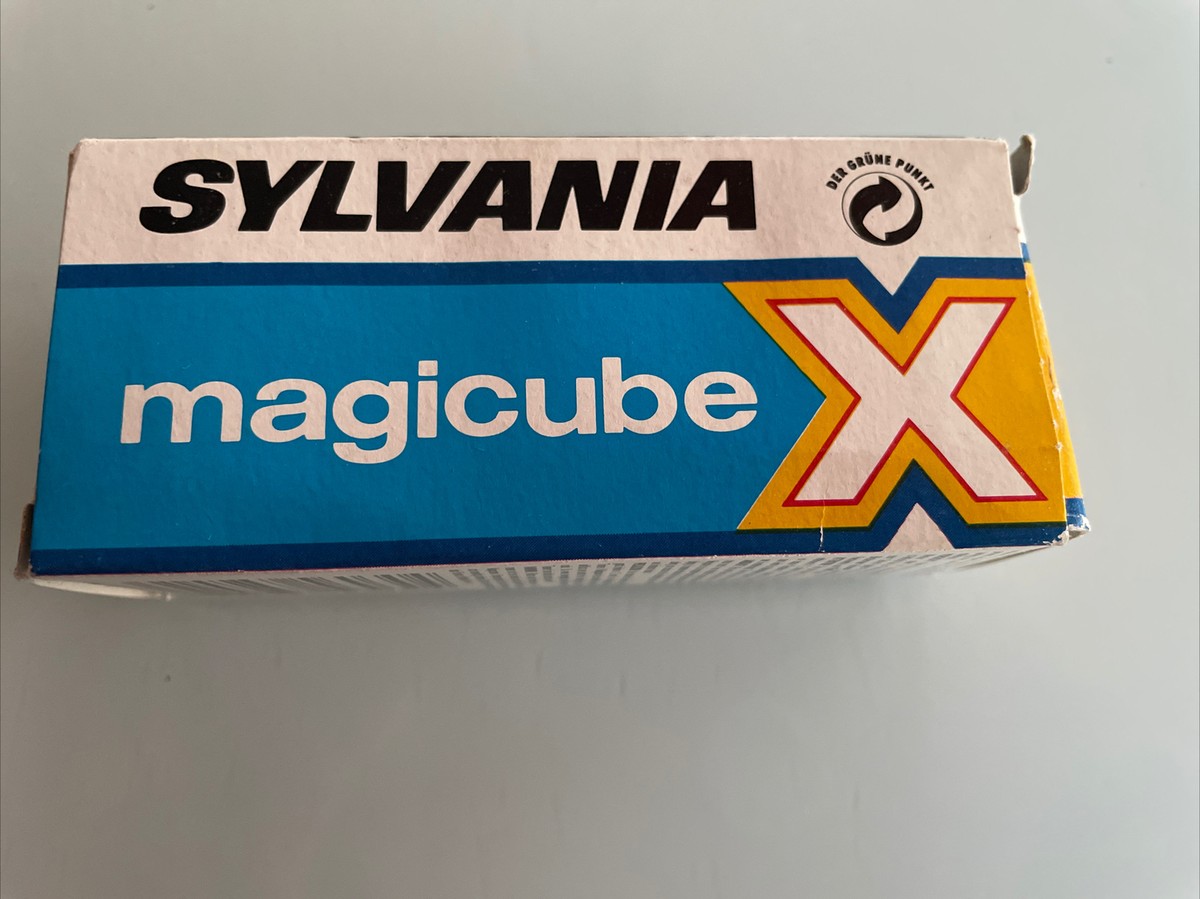 SYLVANIA
DER GRÜNE PUNKT
magicube X